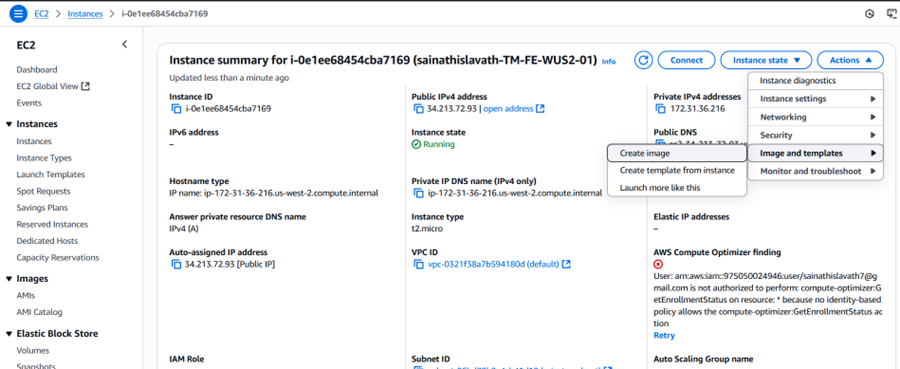 EC2 > Instances > i-0e1ee68454cba7169
EC2
Dashboard
EC2 Global View
Events
Instances
Instances
Instance Types
Launch Templates
Spot Requests
Savings Plans
Reserved Instances
Dedicated Hosts
Capacity Reservations
Images
AMIs
AMI Catalog
Elastic Block Store
Volumes
Snapshots
Instance summary for i-0e1ee68454cba7169 (sainathislavath-TM-FE-WUS2-01) Info
Connect
Instance state
Actions
Updated less than a minute ago
Instance diagnostics
Instance settings
Networking
Security
Image and templates
Monitor and troubleshoot
Create image
Create template from instance
Launch more like this
Instance ID
i-0e1ee68454cba7169
Public IPv4 address
34.213.72.93 | open address
Private IPv4 addresses
172.31.36.216
IPv6 address
–
Instance state
Running
Public DNS
Hostname type
IP name: ip-172-31-36-216.us-west-2.compute.internal
Private IP DNS name (IPv4 only)
ip-172-31-36-216.us-west-2.compute.internal
Answer private resource DNS name
IPv4 (A)
Instance type
t2.micro
Elastic IP addresses
–
Auto-assigned IP address
34.213.72.93 [Public IP]
VPC ID
vpc-0321f38a7b594180d (default)
AWS Compute Optimizer finding
User: arn:aws:iam::975050024946:user/sainathislavath7@g
mail.com is not authorized to perform: compute-optimizer:G
etEnrollmentStatus on resource: * because no identity-based
policy allows the compute-optimizer:GetEnrollmentStatus ac
tion
Retry
IAM Role
Subnet ID
Auto Scaling Group name